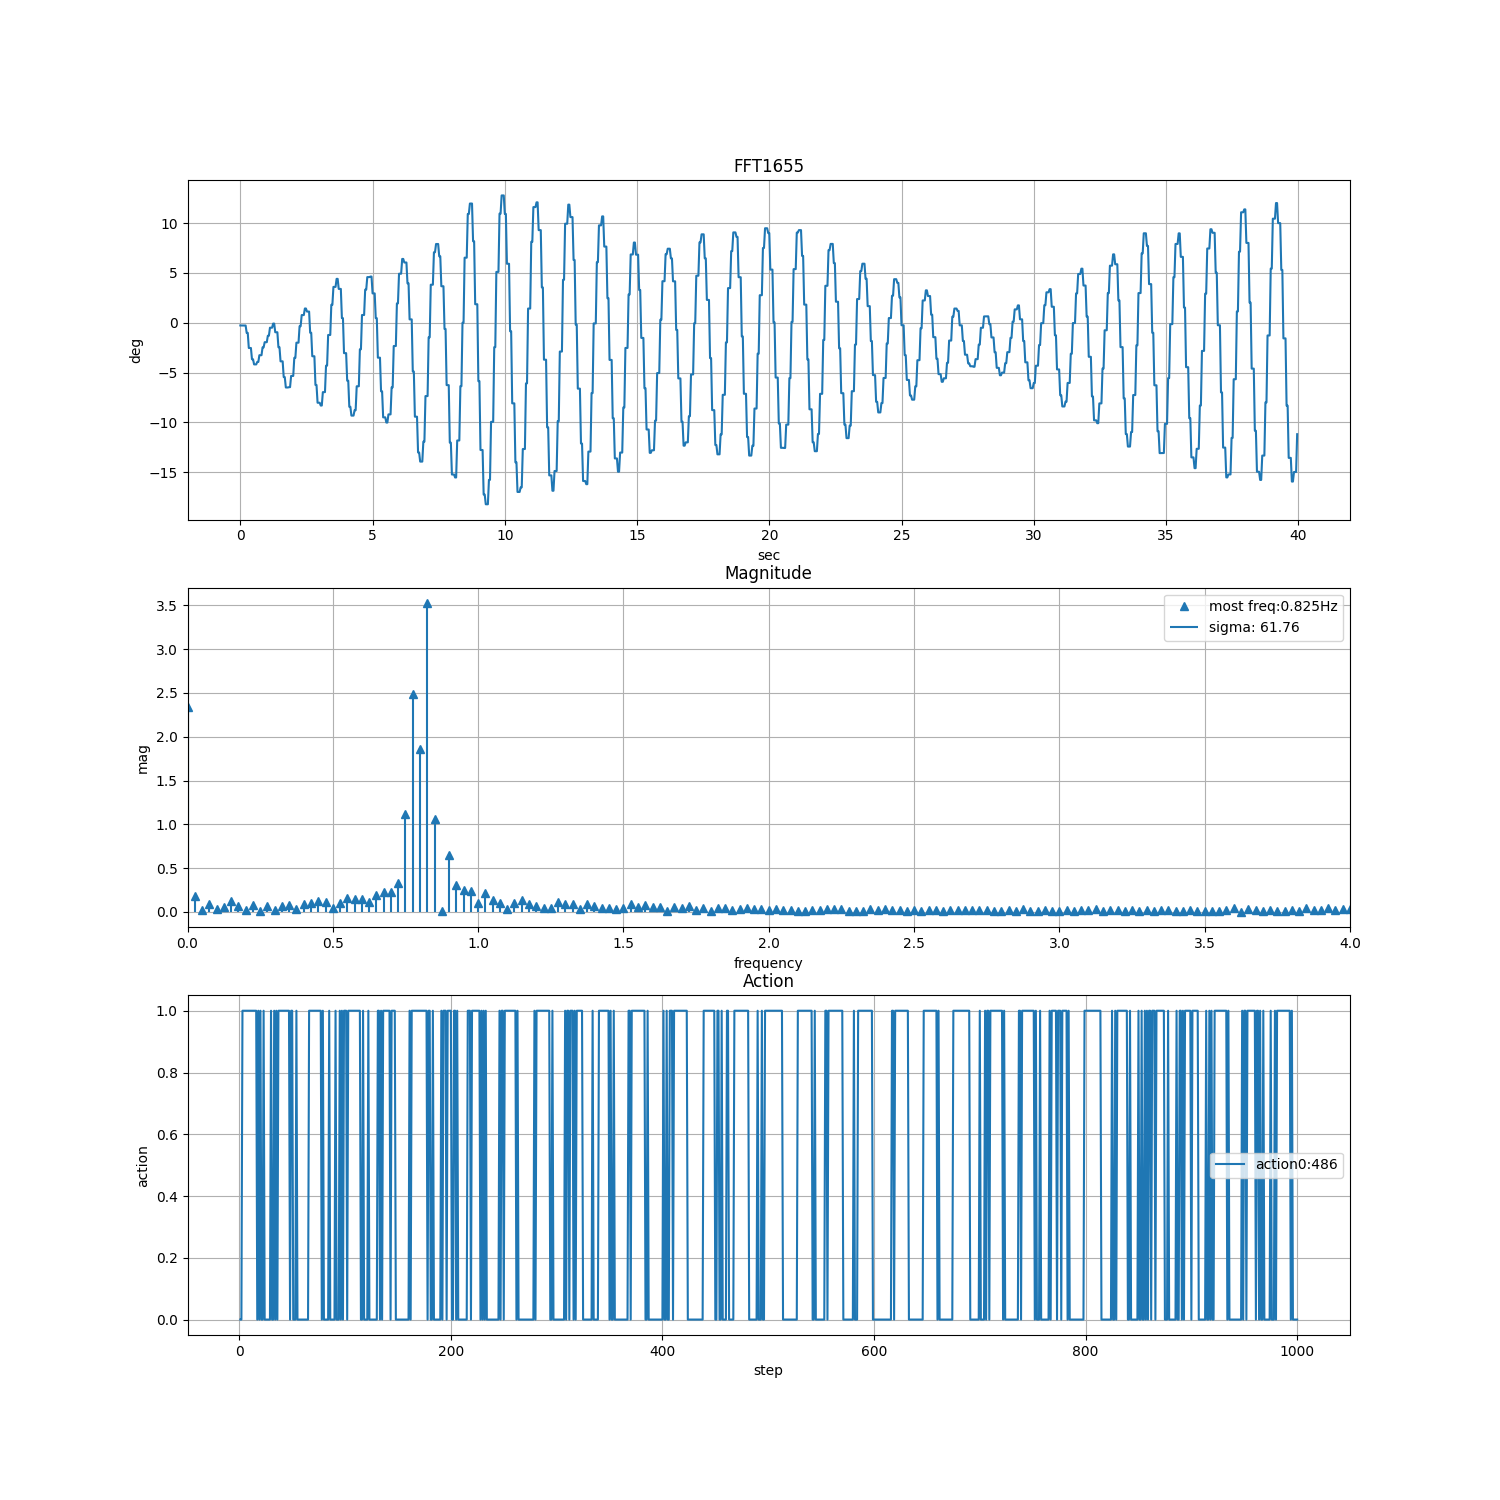 FFT1655
10
5
0
−5
−10
−15
deg
0 5 10 15 20 25 30 35 40
sec
Magnitude
3.5
3.0
2.5
2.0
1.5
1.0
0.5
0.0
mag
most freq:0.825Hz
sigma: 61.76
0.0 0.5 1.0 1.5 2.0 2.5 3.0 3.5 4.0
frequency
Action
1.0
0.8
0.6
0.4
0.2
0.0
action
action0:486
0 200 400 600 800 1000
step